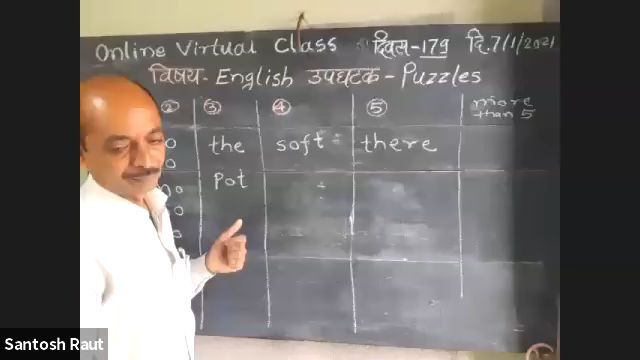 Online Virtual Class दिवस-179 दि.7/1/2021
विषय- English उपघटक - Puzzles
② ③ ④ ⑤ more than 5
the soft there
Pot
Santosh Raut